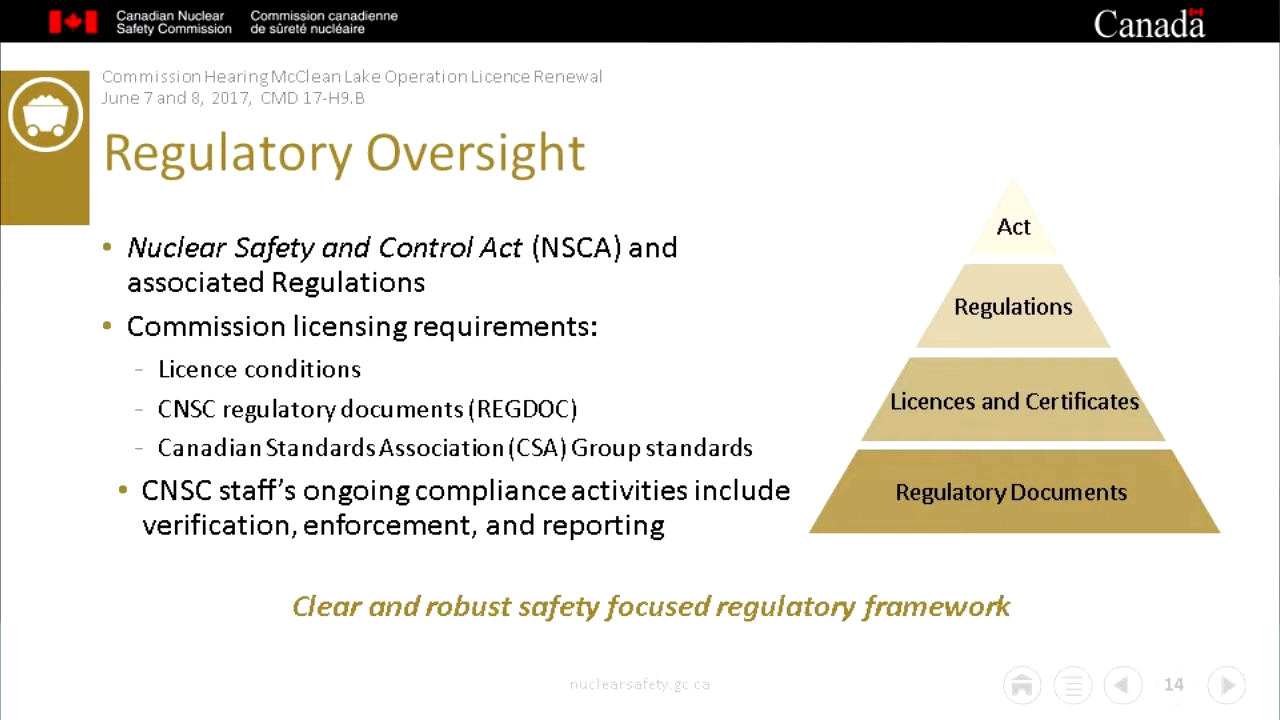 Canadian Nuclear
Safety Commission
Commission canadienne
de sûreté nucléaire
Canada
Commission Hearing McClean Lake Operation Licence Renewal
June 7 and 8, 2017, CMD 17-H9.B
Regulatory Oversight
• Nuclear Safety and Control Act (NSCA) and
associated Regulations
• Commission licensing requirements:
- Licence conditions
- CNSC regulatory documents (REGDOC)
- Canadian Standards Association (CSA) Group standards
• CNSC staff's ongoing compliance activities include
verification, enforcement, and reporting
Act
Regulations
Licences and Certificates
Regulatory Documents
Clear and robust safety focused regulatory framework
nuclearsafety.gc.ca
14